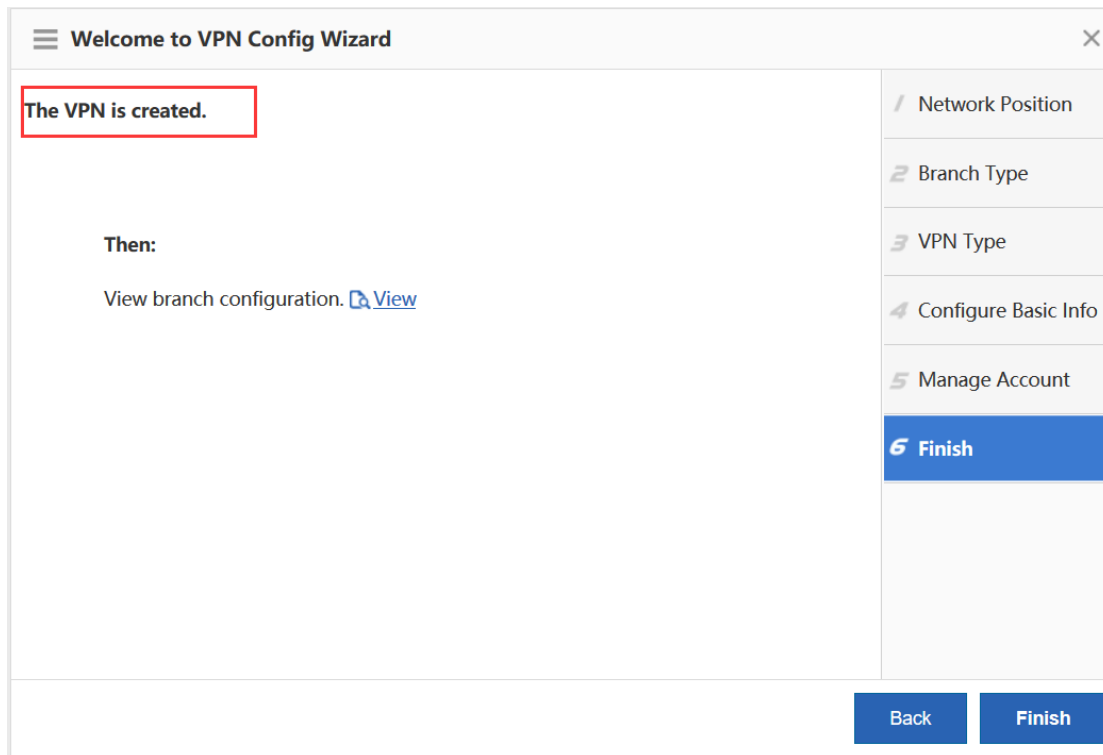 Welcome to VPN Config Wizard
The VPN is created.
Then:
View branch configuration. View
1 Network Position
2 Branch Type
3 VPN Type
4 Configure Basic Info
5 Manage Account
6 Finish
Back
Finish